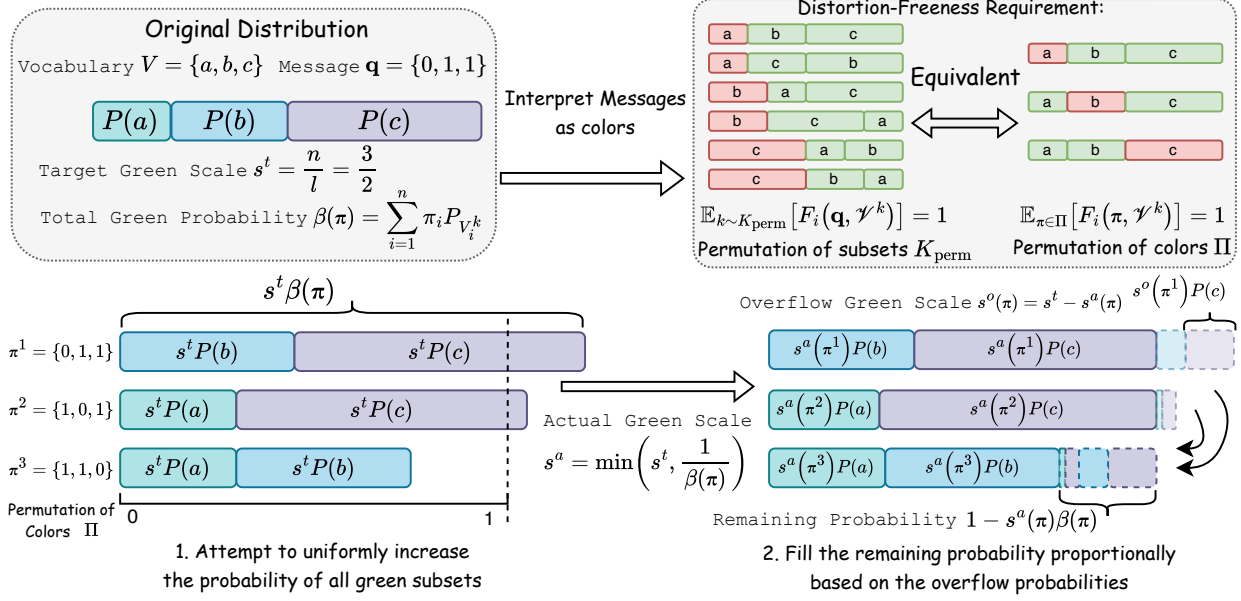 Original Distribution
Vocabulary V = {a, b, c} Message q = {0, 1, 1}
P(a) P(b) P(c)
Target Green Scale s^t = n/l = 3/2
Total Green Probability β(π) = ∑_{i=1}^{n} π_i P_{V_i^k}
Interpret Messages
as colors
Distortion-Freeness Requirement:
a b c
a c b
b a c
b c a
c a b
c b a
Equivalent
a b c
a b c
a b c
𝔼_{k∼K_perm}[F_i(q, 𝒱^k)] = 1
Permutation of subsets K_perm
𝔼_{π∈Π}[F_i(π, 𝒱^k)] = 1
Permutation of colors Π
s^t β(π)
π^1 = {0, 1, 1} s^t P(b) s^t P(c)
π^2 = {1, 0, 1} s^t P(a) s^t P(c)
π^3 = {1, 1, 0} s^t P(a) s^t P(b)
Permutation of
Colors Π
0 1
1. Attempt to uniformly increase
the probability of all green subsets
Actual Green Scale
s^a = min(s^t, 1/β(π))
Overflow Green Scale s^o(π) = s^t − s^a(π) s^o(π^1)P(c)
s^a(π^1)P(b) s^a(π^1)P(c)
s^a(π^2)P(a) s^a(π^2)P(c)
s^a(π^3)P(a) s^a(π^3)P(b)
Remaining Probability 1 − s^a(π)β(π)
2. Fill the remaining probability proportionally
based on the overflow probabilities